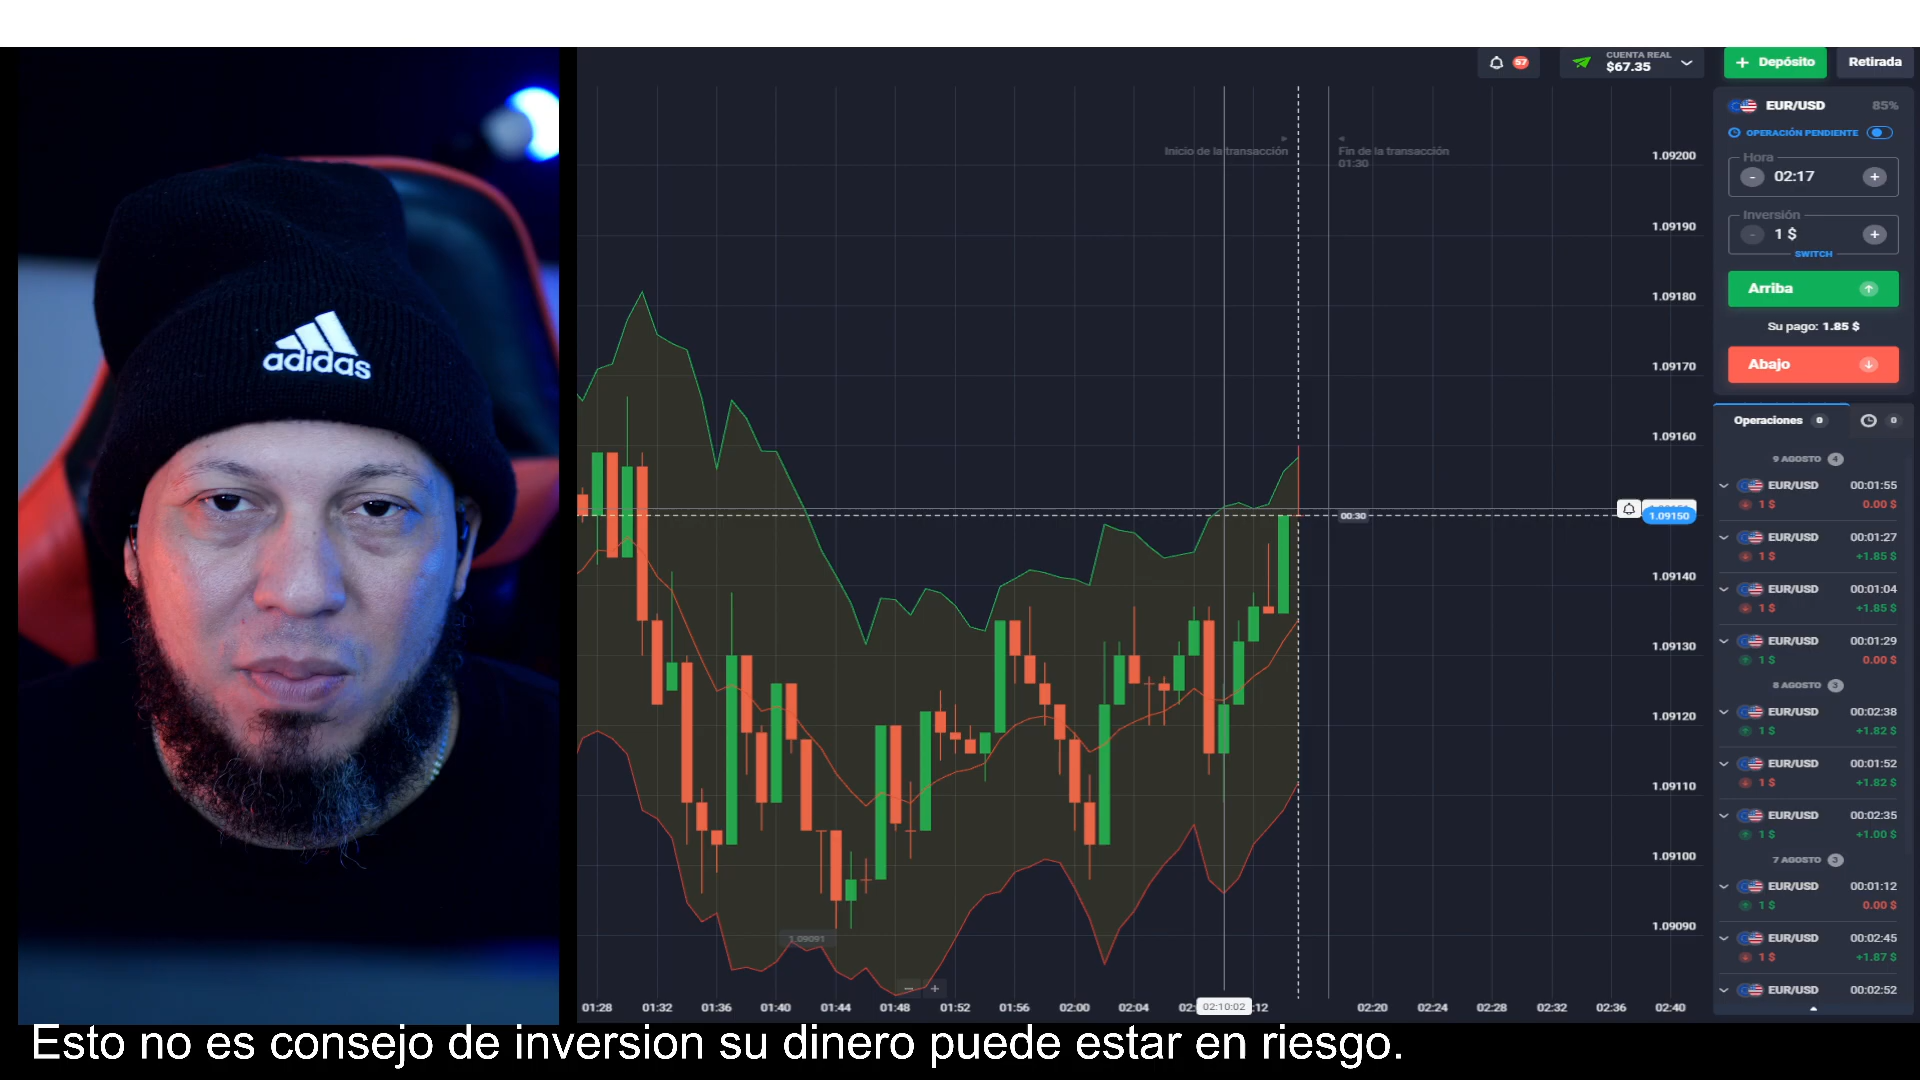 adidas
57
CUENTA REAL
$67.35
+ Depósito
Retirada
EUR/USD 85%
OPERACIÓN PENDIENTE
Hora
- 02:17 +
Inversión
- 1 $ +
SWITCH
Arriba
Su pago: 1.85 $
Abajo
Operaciones 0 0
9 AGOSTO 4
EUR/USD 00:01:55
1 $ 0.00 $
EUR/USD 00:01:27
1 $ +1.85 $
EUR/USD 00:01:04
1 $ +1.85 $
EUR/USD 00:01:29
1 $ 0.00 $
8 AGOSTO 3
EUR/USD 00:02:38
1 $ +1.82 $
EUR/USD 00:01:52
1 $ +1.82 $
EUR/USD 00:02:35
1 $ +1.00 $
7 AGOSTO 3
EUR/USD 00:01:12
1 $ 0.00 $
EUR/USD 00:02:45
1 $ +1.87 $
EUR/USD 00:02:52
Inicio de la transacción
Fin de la transacción
01:30
1.09200
1.09190
1.09180
1.09170
1.09160
00:30
1.09150
1.09140
1.09130
1.09120
1.09110
1.09100
1.09090
1.09091
- +
01:28 01:32 01:36 01:40 01:44 01:48 01:52 01:56 02:00 02:04 02:10:02 :12 02:20 02:24 02:28 02:32 02:36 02:40
Esto no es consejo de inversion su dinero puede estar en riesgo.